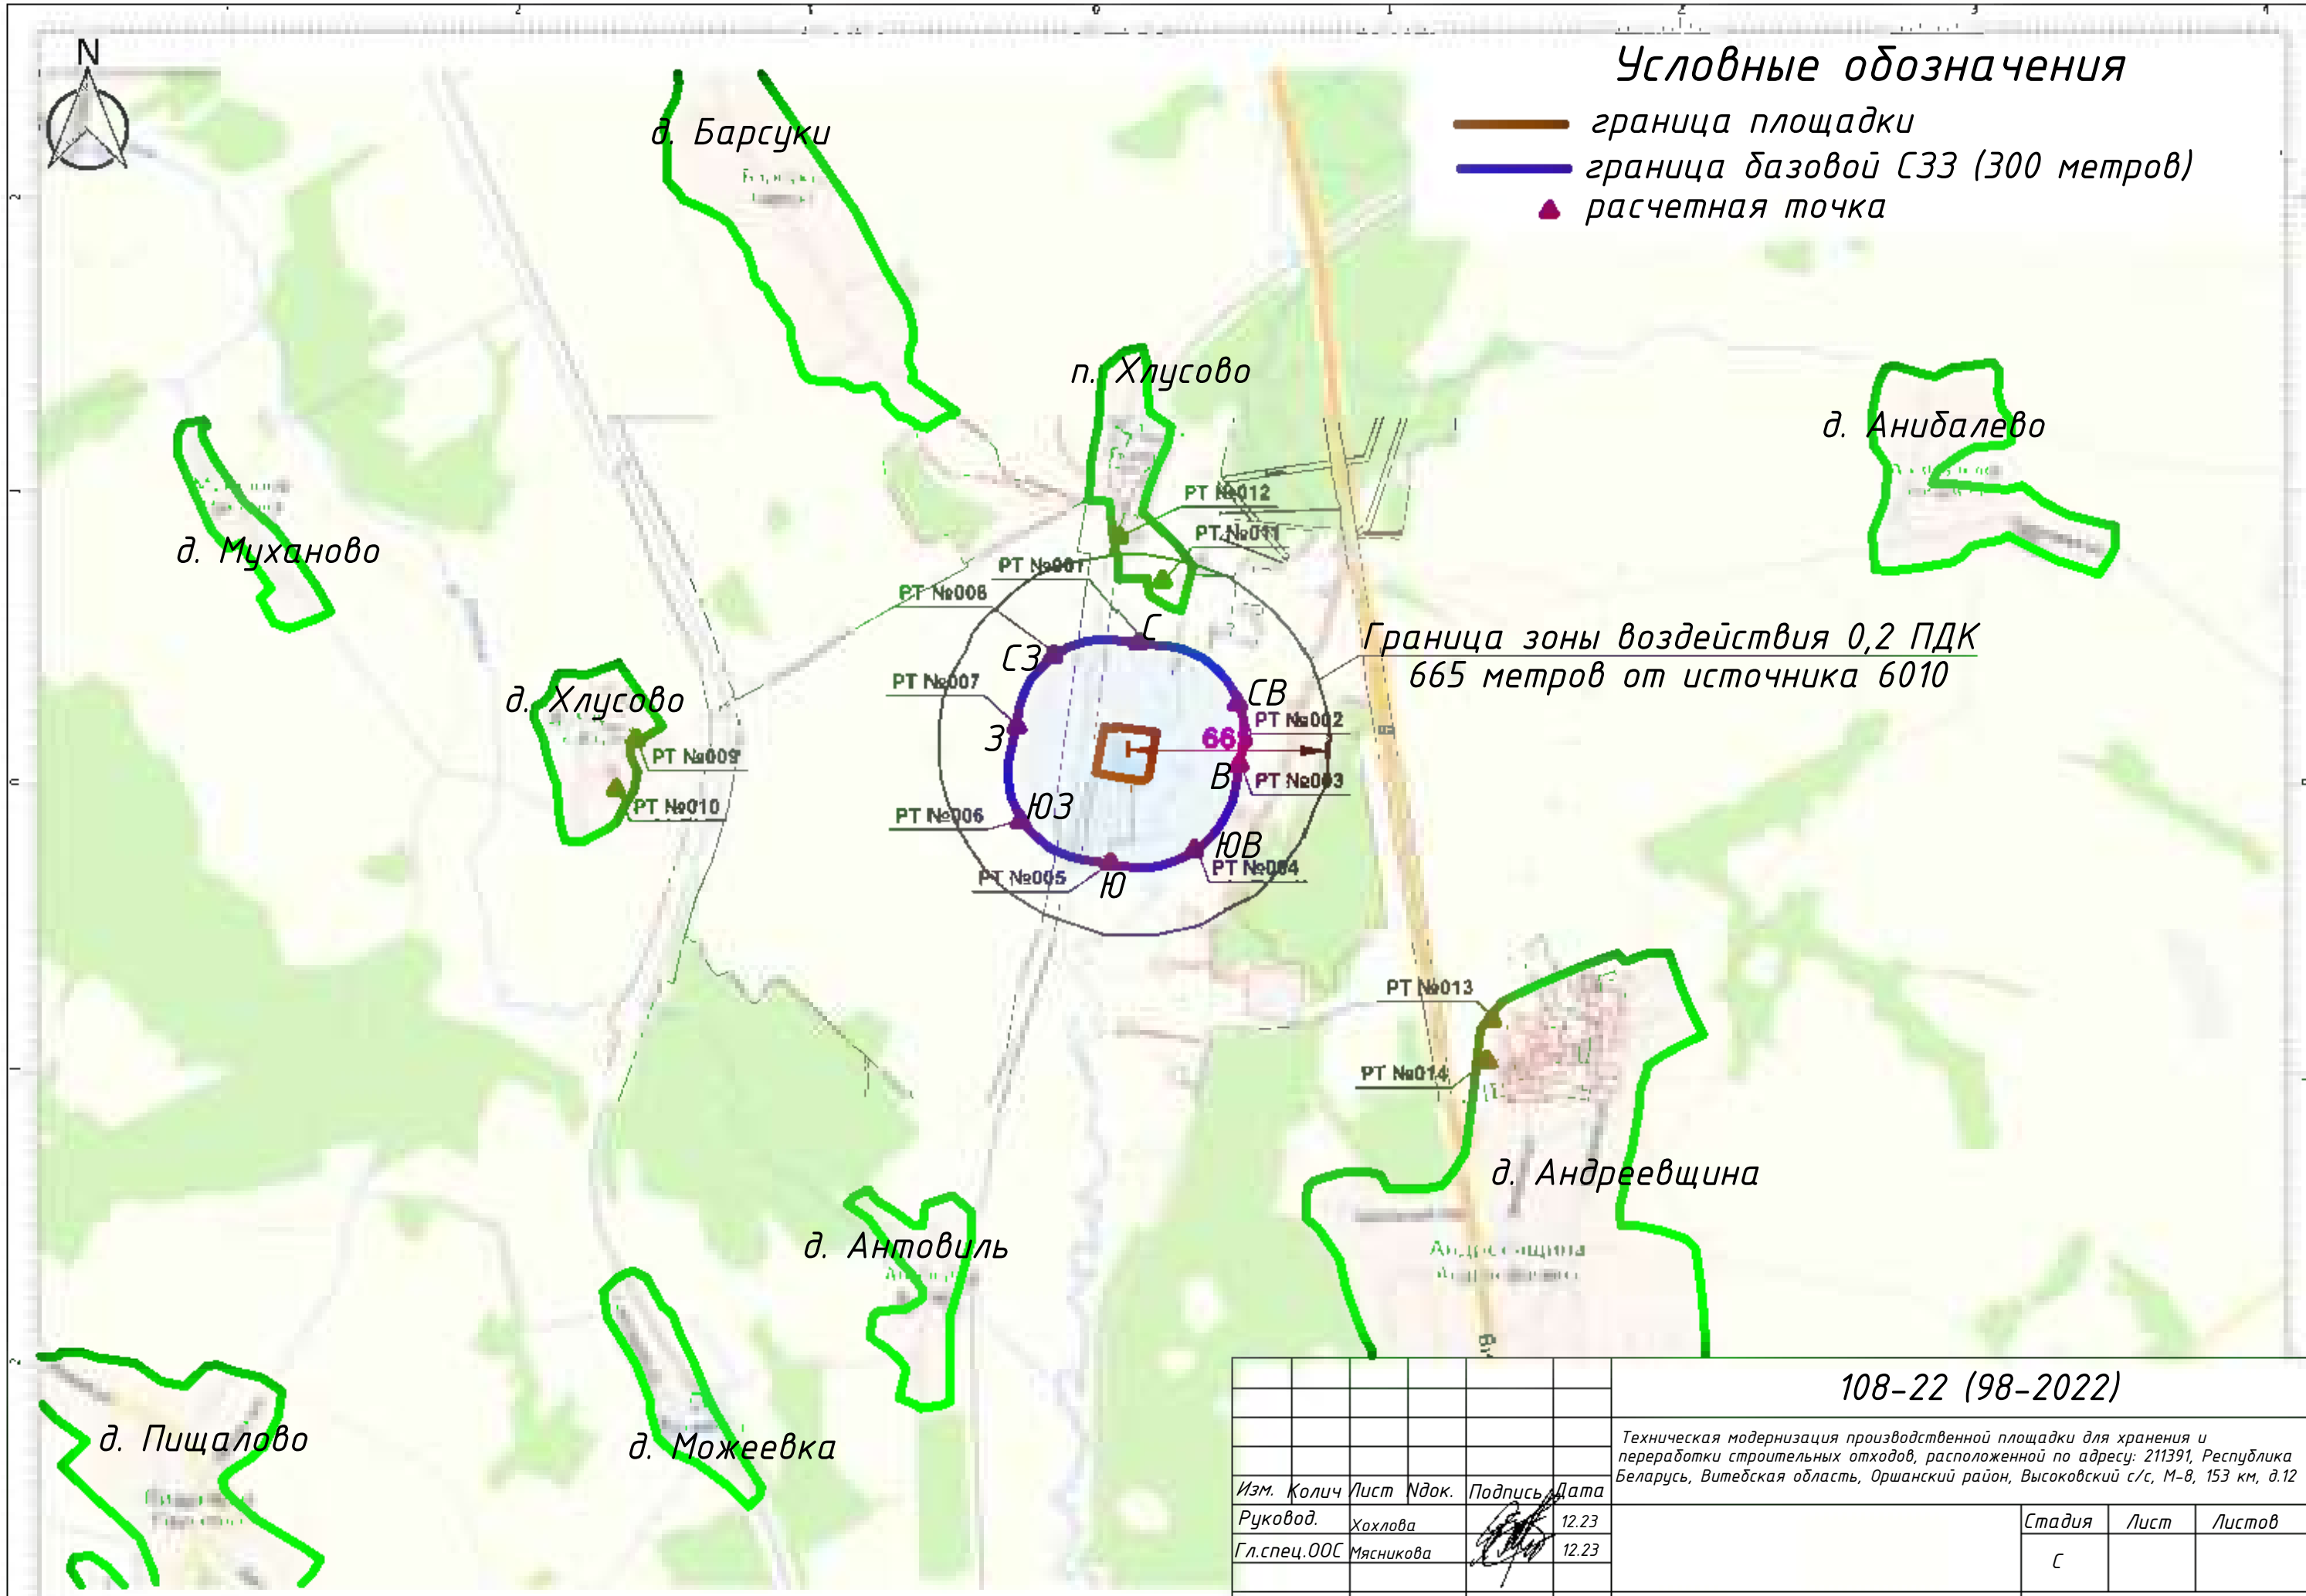 N
Условные обозначения
граница площадки
граница базовой СЗЗ (300 метров)
расчетная точка
д. Барсуки
п. Хлусово
д. Анибалево
д. Муханово
РТ №012
РТ №011
РТ №001
РТ №008
С
СЗ
Граница зоны воздействия 0,2 ПДК
665 метров от источника 6010
д. Хлусово
РТ №007
СВ
РТ №002
З
66
РТ №009
В
РТ №003
РТ №010
ЮЗ
РТ №006
ЮВ
РТ №004
РТ №005
Ю
РТ №013
РТ №014
д. Андреевщина
Андреевщина
д. Антовиль
д. Пищалово
д. Можеевка
108-22 (98-2022)
Техническая модернизация производственной площадки для хранения и
переработки строительных отходов, расположенной по адресу: 211391, Республика
Беларусь, Витебская область, Оршанский район, Высоковский с/с, М-8, 153 км, д.12
Изм. Колич Лист Nдок. Подпись Дата
Руковод. Хохлова 12.23
Гл.спец.ООС Мясникова 12.23
Стадия Лист Листов
С